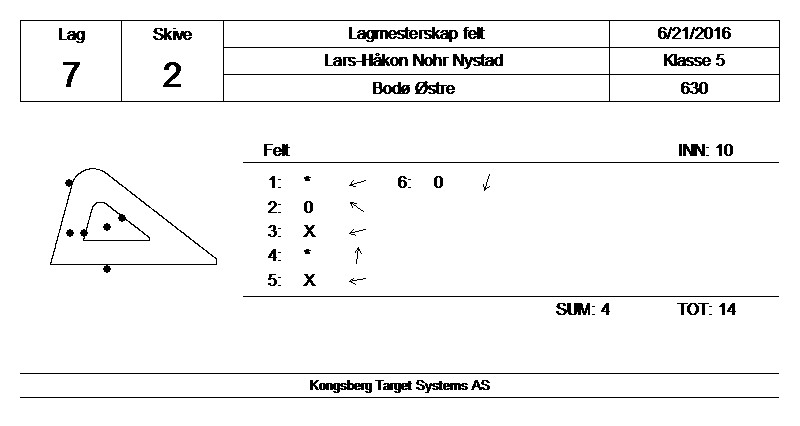 Lag Skive Lagmesterskap felt 6/21/2016
7 2 Lars-Håkon Nohr Nystad Klasse 5
Bodø Østre 630
Felt INN: 10
1: * 6: 0
2: 0
3: X
4: *
5: X
SUM: 4 TOT: 14
Kongsberg Target Systems AS